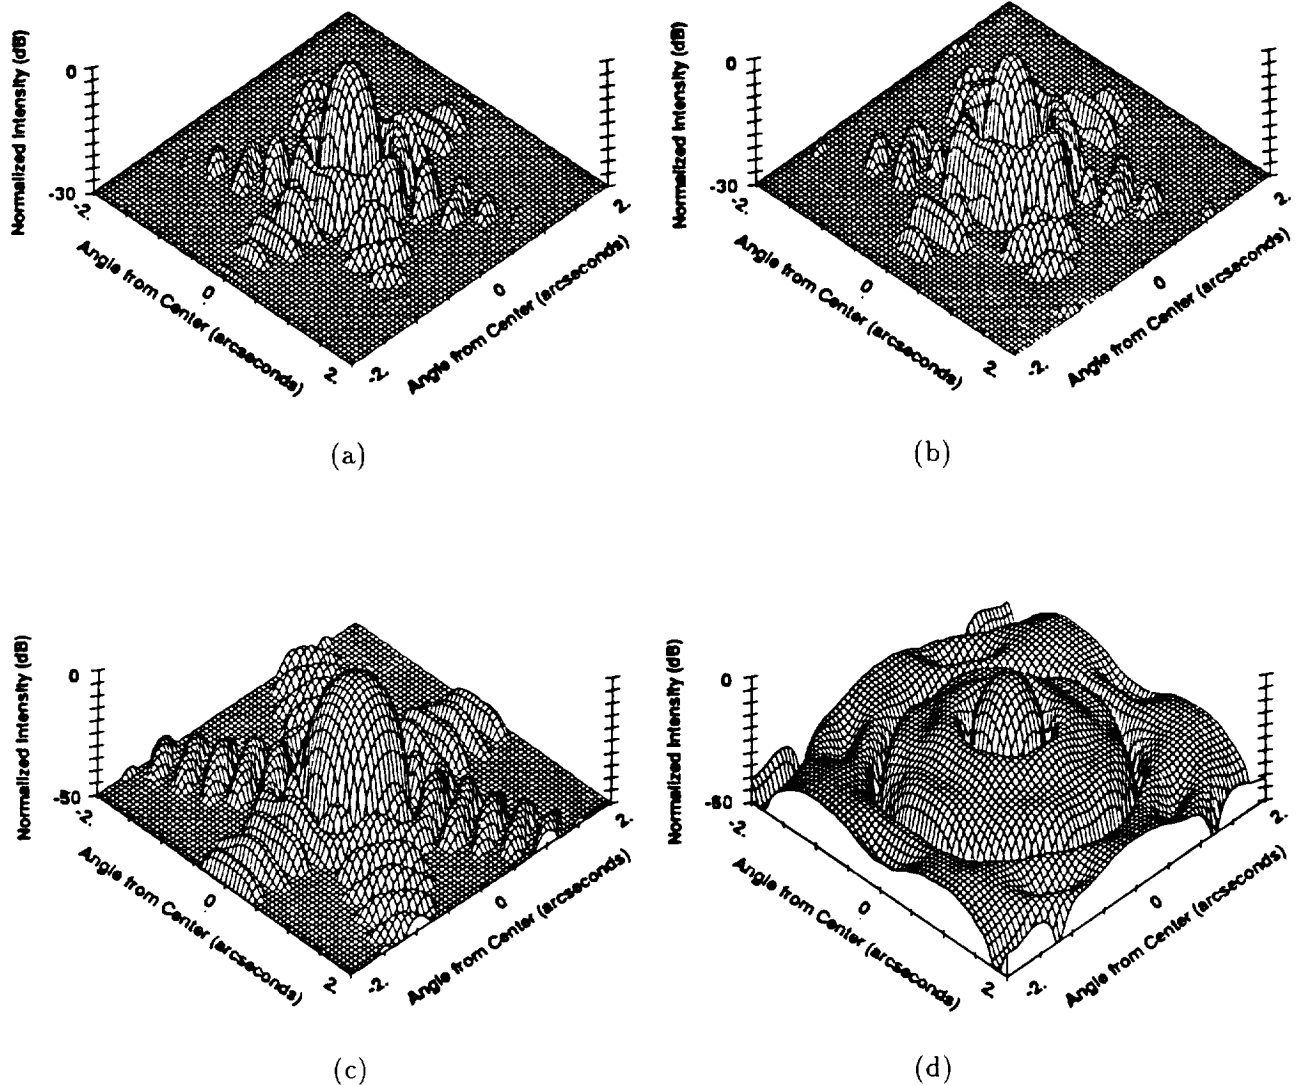 Normalized Intensity (dB)
0
-30
-2.
Angle from Center (arcseconds)
0
2.
-2.
Angle from Center (arcseconds)
0
2.
(a)
Normalized Intensity (dB)
0
-30
-2.
Angle from Center (arcseconds)
0
2.
-2.
Angle from Center (arcseconds)
0
2.
(b)
Normalized Intensity (dB)
0
-50
-2.
Angle from Center (arcseconds)
0
2.
-2.
Angle from Center (arcseconds)
0
2.
(c)
Normalized Intensity (dB)
0
-2.
Angle from Center (arcseconds)
0
2.
-2.
Angle from Center (arcseconds)
0
2.
(d)